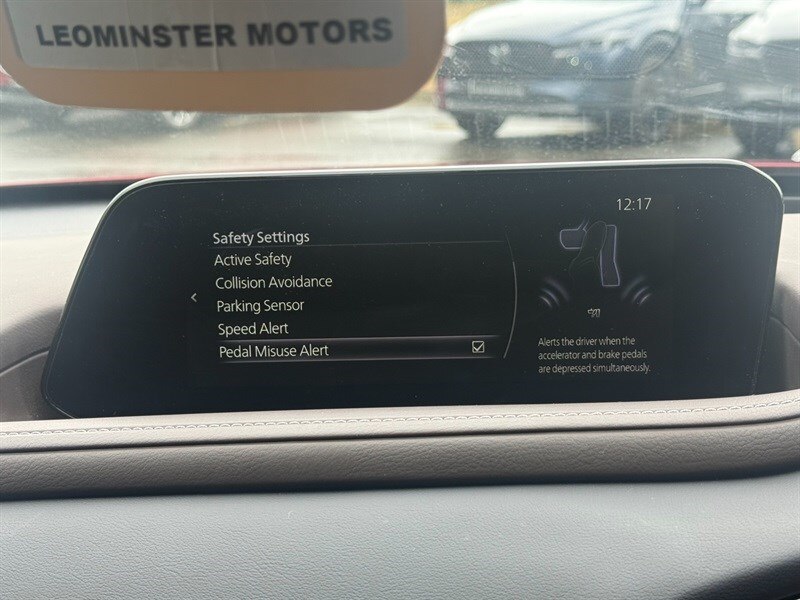 LEOMINSTER MOTORS
12:17
Safety Settings
Active Safety
Collision Avoidance
Parking Sensor
Speed Alert
Pedal Misuse Alert
Alerts the driver when the
accelerator and brake pedals
are depressed simultaneously.